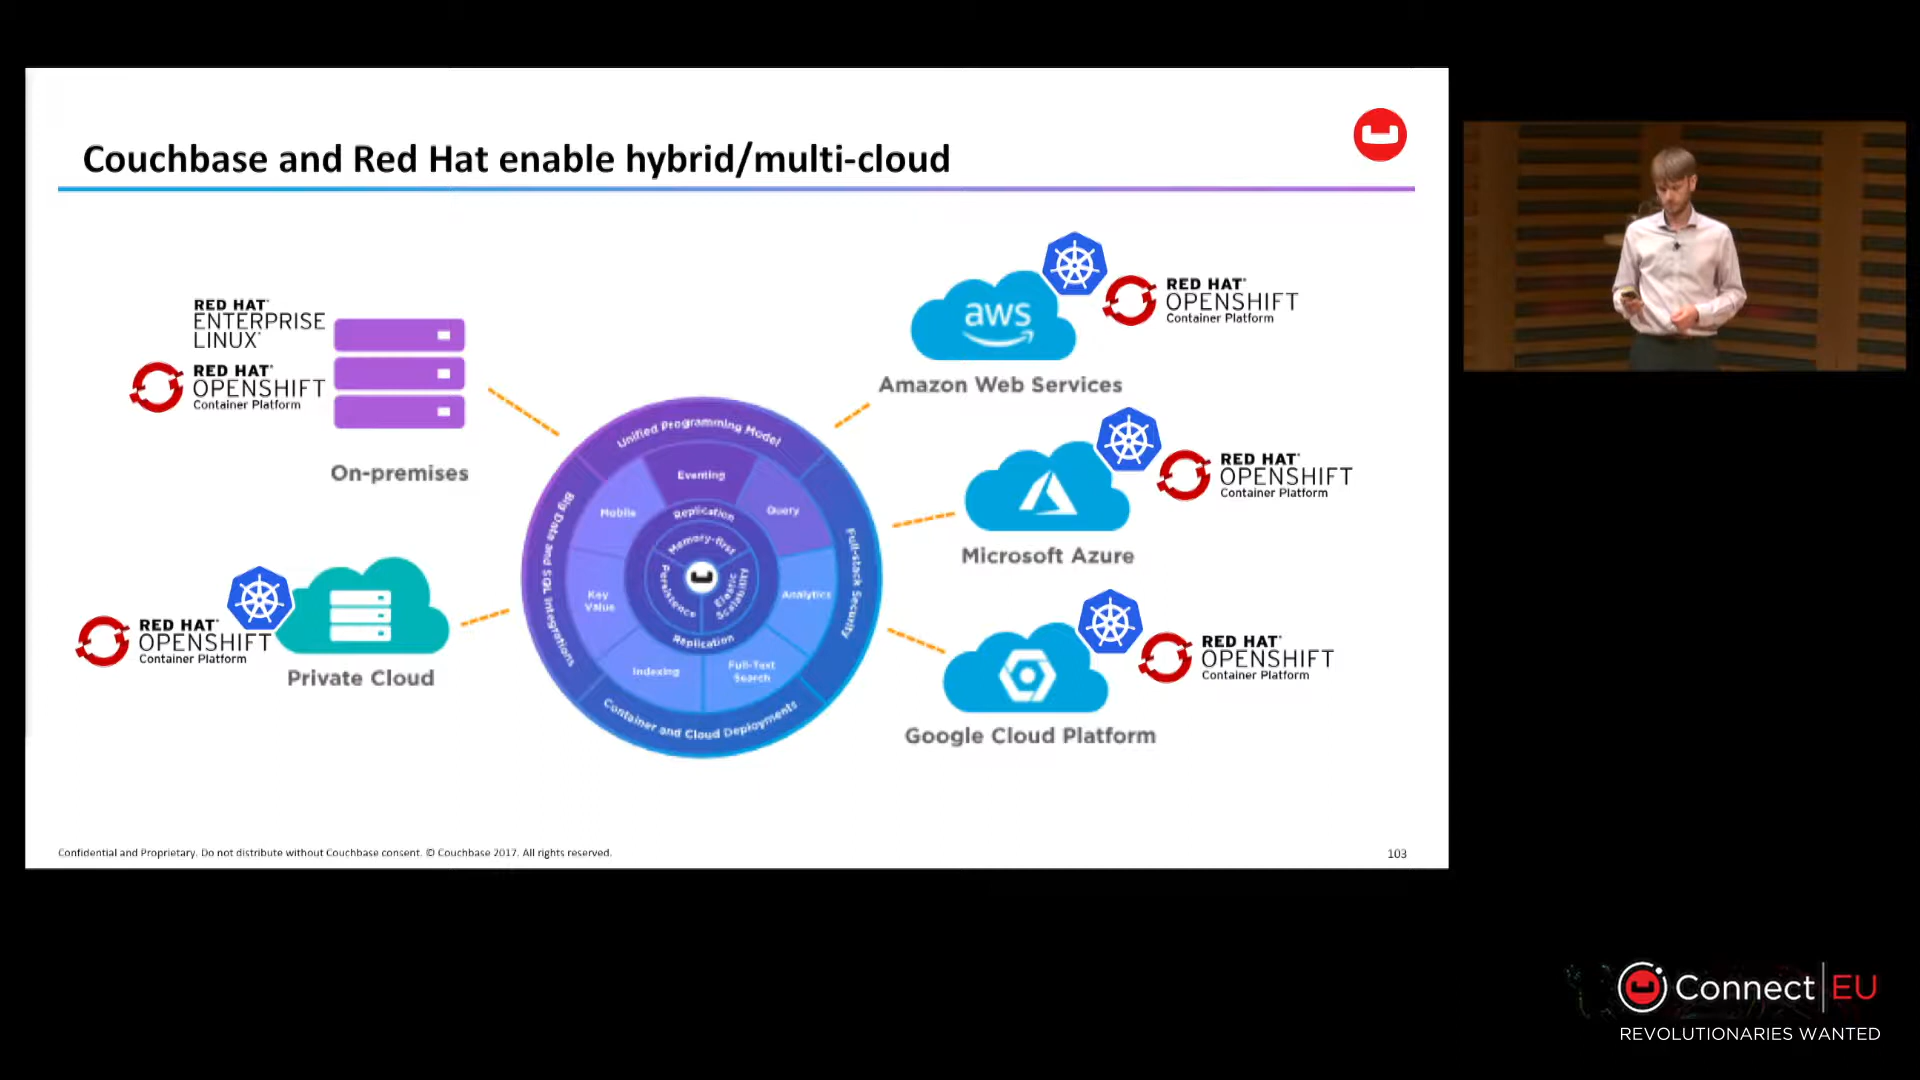 Couchbase and Red Hat enable hybrid/multi-cloud
RED HAT®
ENTERPRISE
LINUX®
RED HAT®
OPENSHIFT
Container Platform
On-premises
RED HAT®
OPENSHIFT
Container Platform
Private Cloud
Unified Programming Model
Big Data and SQL Integrations
Full-stack Security
Container and Cloud Deployments
Eventing
Mobile
Query
Key
Value
Analytics
Indexing
Full-Text
Search
Replication
Memory-first
Persistence
Elastic
Scalability
Replication
aws
Amazon Web Services
RED HAT®
OPENSHIFT
Container Platform
Microsoft Azure
RED HAT®
OPENSHIFT
Container Platform
Google Cloud Platform
RED HAT®
OPENSHIFT
Container Platform
Confidential and Proprietary. Do not distribute without Couchbase consent. © Couchbase 2017. All rights reserved.
103
Connect|EU
REVOLUTIONARIES WANTED